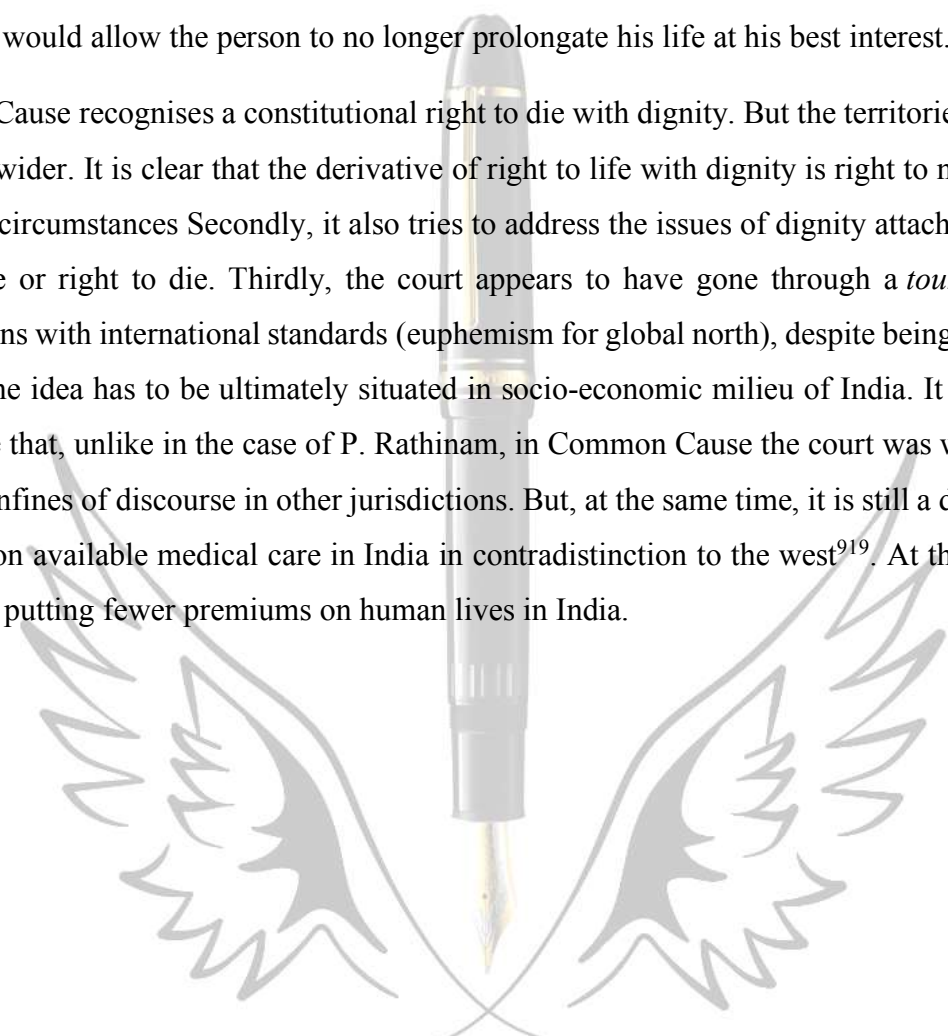 would allow the person to no longer prolongate his life at his best interest.
Cause recognises a constitutional right to die with dignity. But the territorie
wider. It is clear that the derivative of right to life with dignity is right to
circumstances Secondly, it also tries to address the issues of dignity attach
or right to die. Thirdly, the court appears to have gone through a tou
ns with international standards (euphemism for global north), despite being
ne idea has to be ultimately situated in socio-economic milieu of India. It
that, unlike in the case of P. Rathinam, in Common Cause the court was
nfines of discourse in other jurisdictions. But, at the same time, it is still a
on available medical care in India in contradistinction to the west919. At th
putting fewer premiums on human lives in India.